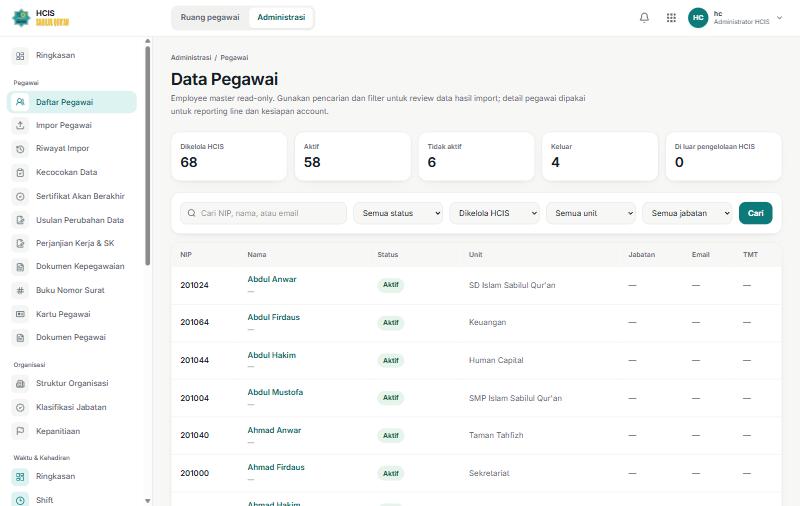 HCIS
SABILUL QUR'AN
Ruang pegawai
Administrasi
HC
hc
Administrator HCIS
Ringkasan
Pegawai
Daftar Pegawai
Impor Pegawai
Riwayat Impor
Kecocokan Data
Sertifikat Akan Berakhir
Usulan Perubahan Data
Perjanjian Kerja & SK
Dokumen Kepegawaian
Buku Nomor Surat
Kartu Pegawai
Dokumen Pegawai
Organisasi
Struktur Organisasi
Klasifikasi Jabatan
Kepanitiaan
Waktu & Kehadiran
Ringkasan
Shift
Administrasi / Pegawai
Data Pegawai
Employee master read-only. Gunakan pencarian dan filter untuk review data hasil import; detail pegawai dipakai
untuk reporting line dan kesiapan account.
Dikelola HCIS
68
Aktif
58
Tidak aktif
6
Keluar
4
Di luar pengelolaan HCIS
0
Cari NIP, nama, atau email
Semua status
Dikelola HCIS
Semua unit
Semua jabatan
Cari
NIP Nama Status Unit Jabatan Email TMT
201024 Abdul Anwar Aktif SD Islam Sabilul Qur'an — — —
—
201064 Abdul Firdaus Aktif Keuangan — — —
—
201044 Abdul Hakim Aktif Human Capital — — —
—
201004 Abdul Mustofa Aktif SMP Islam Sabilul Qur'an — — —
—
201040 Ahmad Anwar Aktif Taman Tahfizh — — —
—
201000 Ahmad Firdaus Aktif Sekretariat — — —
—
Ahmad Hakim